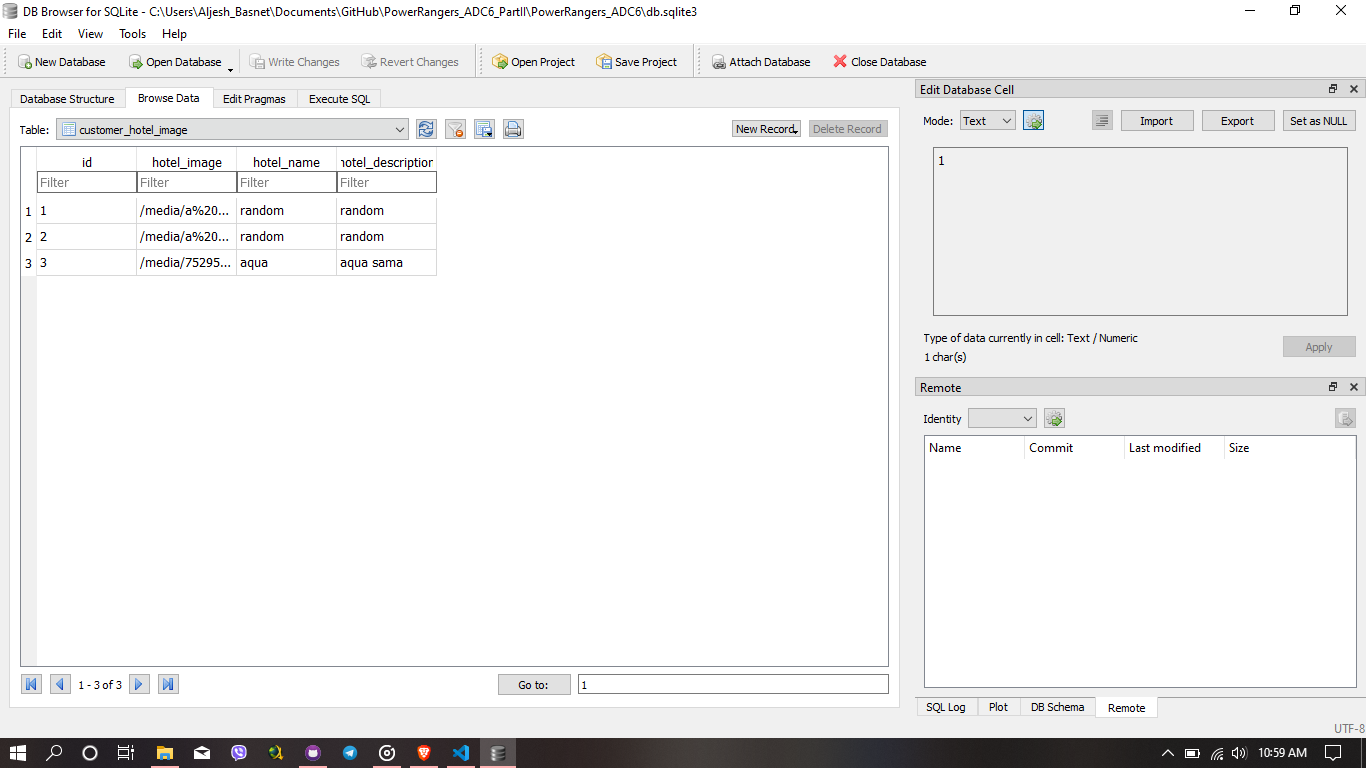 DB Browser for SQLite - C:\Users\Aljesh_Basnet\Documents\GitHub\PowerRangers_ADC6_PartII\PowerRangers_ADC6\db.sqlite3
File Edit View Tools Help
New Database Open Database Write Changes Revert Changes Open Project Save Project Attach Database Close Database
Database Structure Browse Data Edit Pragmas Execute SQL
Table: customer_hotel_image New Record Delete Record
id hotel_image hotel_name hotel_description
Filter Filter Filter Filter
1 1 /media/a%20... random random
2 2 /media/a%20... random random
3 3 /media/75295... aqua aqua sama
1 - 3 of 3 Go to: 1
Edit Database Cell
Mode: Text Import Export Set as NULL
1
Type of data currently in cell: Text / Numeric
1 char(s)
Apply
Remote
Identity
Name Commit Last modified Size
SQL Log Plot DB Schema Remote
UTF-8
10:59 AM